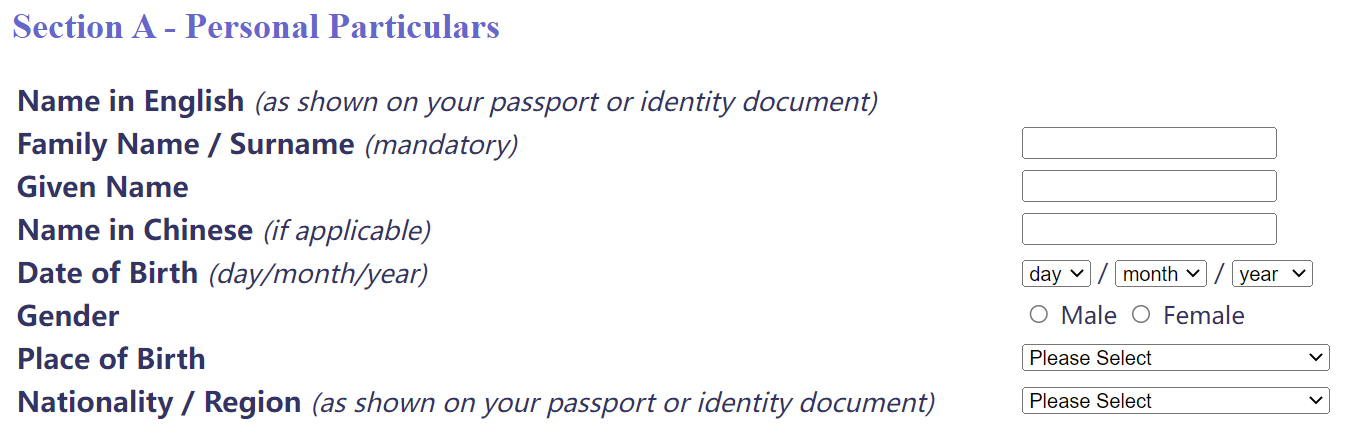 Section A - Personal Particulars
Name in English (as shown on your passport or identity document)
Family Name / Surname (mandatory)
Given Name
Name in Chinese (if applicable)
Date of Birth (day/month/year) day / month / year
Gender Male Female
Place of Birth Please Select
Nationality / Region (as shown on your passport or identity document) Please Select